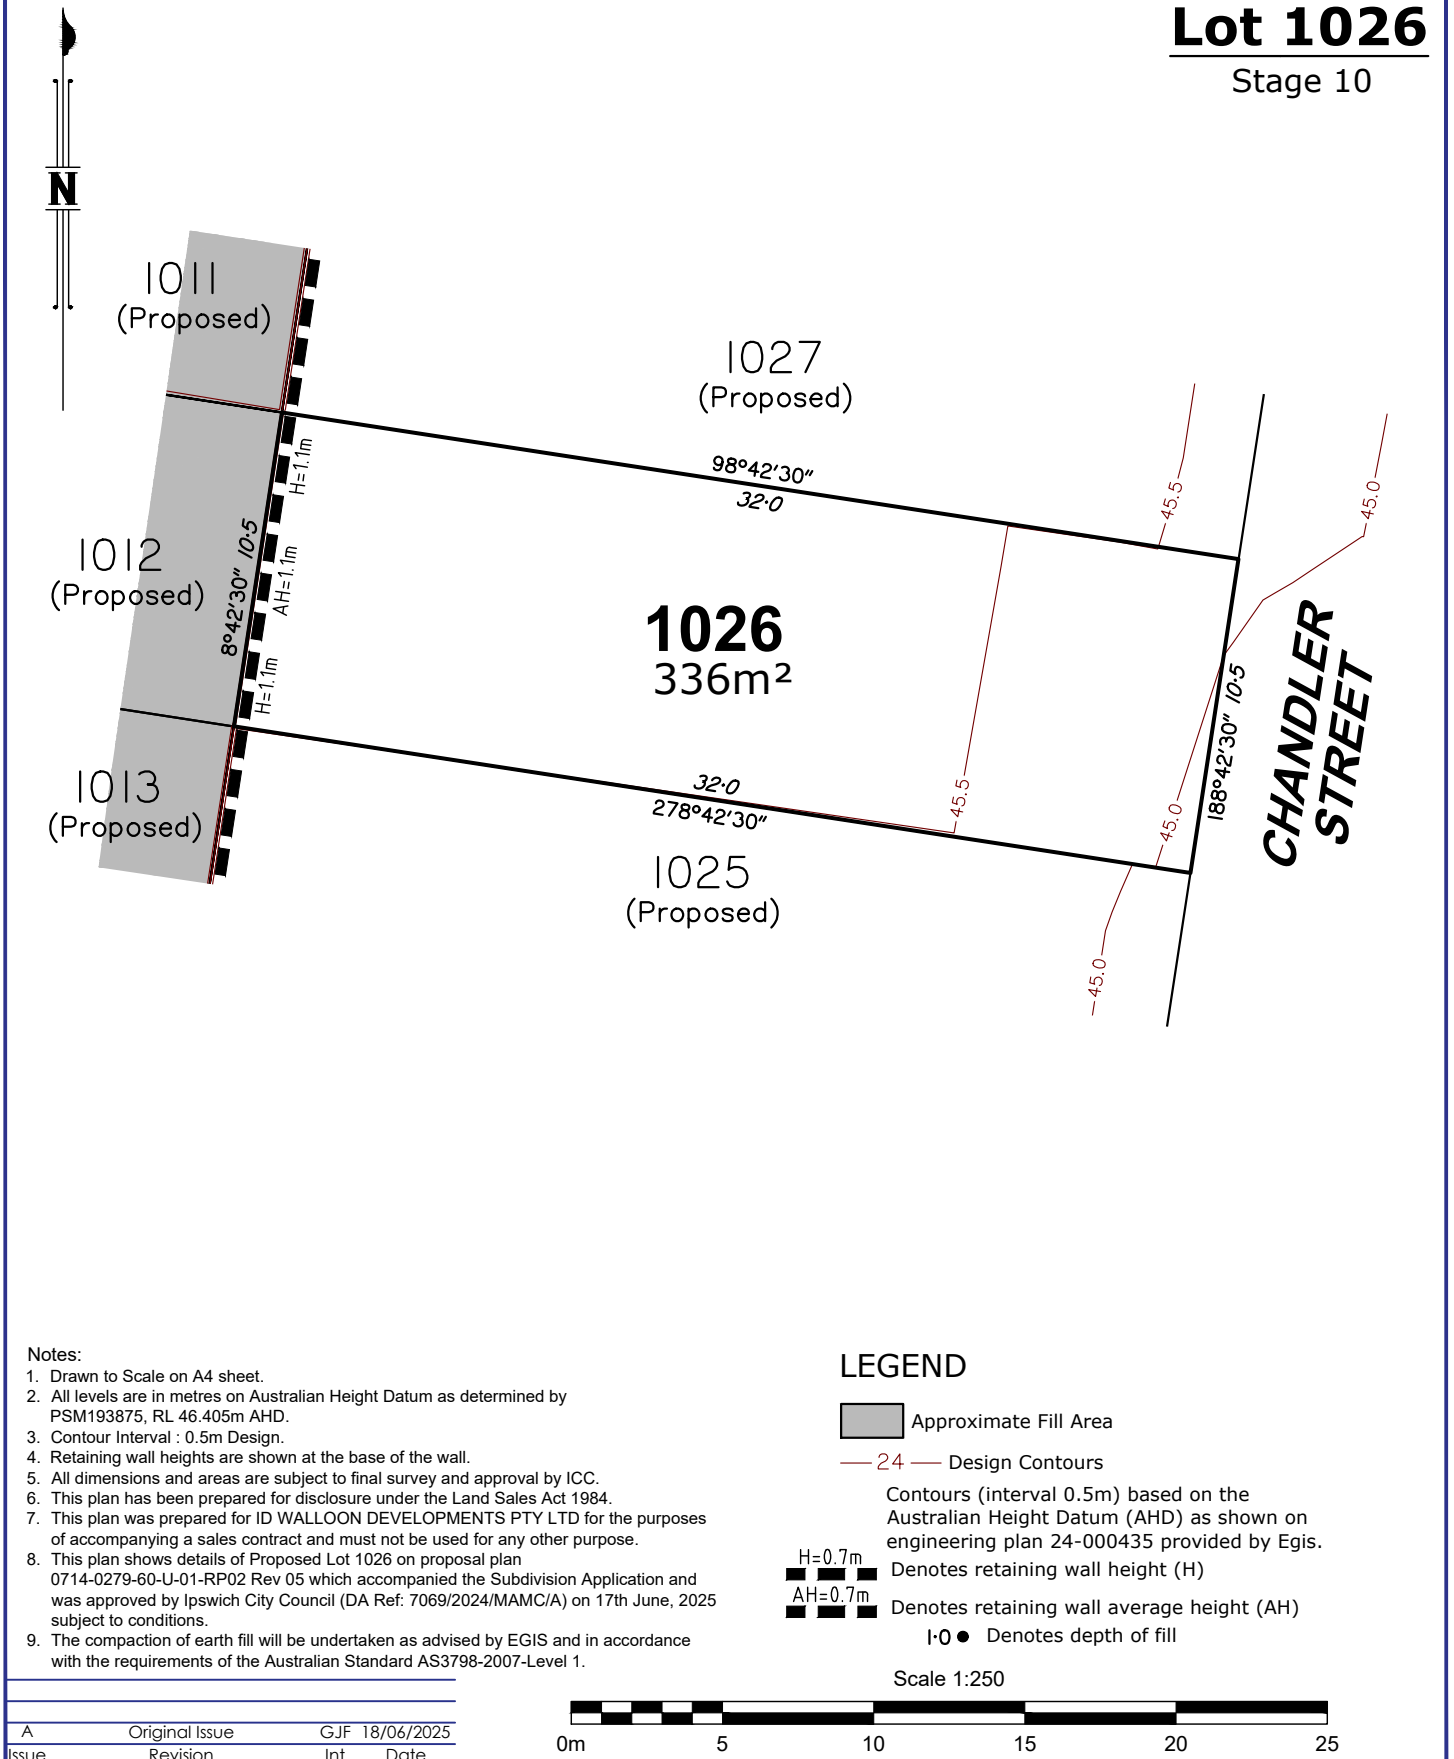 Lot 1026
Stage 10
N
1011
(Proposed)
1027
(Proposed)
98°42'30"
32·0
45.5
45.0
H=1.1m
1012
(Proposed)
8°42'30" 10·5
AH=1.1m
H=1.1m
1026
336m²
CHANDLER
STREET
188°42'30" 10·5
45.5
45.0
1013
(Proposed)
32·0
278°42'30"
1025
(Proposed)
45.0
Notes:
1. Drawn to Scale on A4 sheet.
2. All levels are in metres on Australian Height Datum as determined by
PSM193875, RL 46.405m AHD.
3. Contour Interval : 0.5m Design.
4. Retaining wall heights are shown at the base of the wall.
5. All dimensions and areas are subject to final survey and approval by ICC.
6. This plan has been prepared for disclosure under the Land Sales Act 1984.
7. This plan was prepared for ID WALLOON DEVELOPMENTS PTY LTD for the purposes
of accompanying a sales contract and must not be used for any other purpose.
8. This plan shows details of Proposed Lot 1026 on proposal plan
0714-0279-60-U-01-RP02 Rev 05 which accompanied the Subdivision Application and
was approved by Ipswich City Council (DA Ref: 7069/2024/MAMC/A) on 17th June, 2025
subject to conditions.
9. The compaction of earth fill will be undertaken as advised by EGIS and in accordance
with the requirements of the Australian Standard AS3798-2007-Level 1.
LEGEND
Approximate Fill Area
24 Design Contours
Contours (interval 0.5m) based on the
Australian Height Datum (AHD) as shown on
engineering plan 24-000435 provided by Egis.
H=0.7m Denotes retaining wall height (H)
AH=0.7m Denotes retaining wall average height (AH)
1·0 ● Denotes depth of fill
Scale 1:250
0m 5 10 15 20 25
A Original Issue GJF 18/06/2025
Issue Revision Int Date